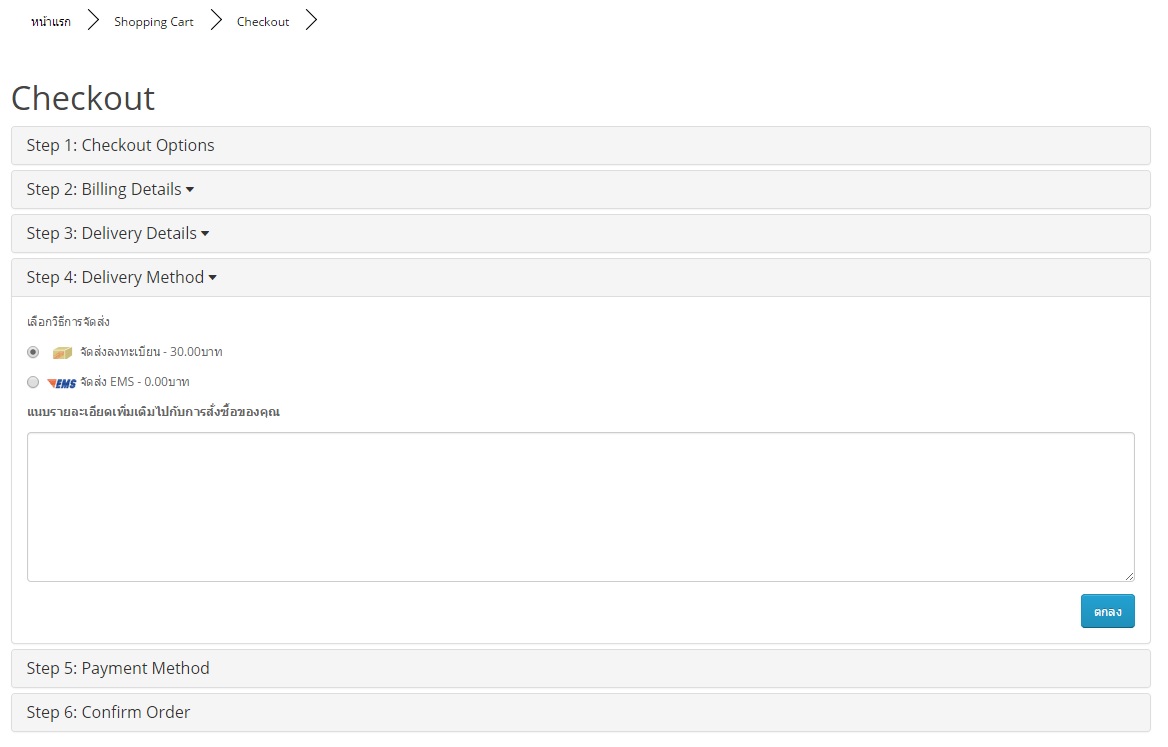 หน้าแรก Shopping Cart Checkout
Checkout
Step 1: Checkout Options
Step 2: Billing Details
Step 3: Delivery Details
Step 4: Delivery Method
เลือกวิธีการจัดส่ง
จัดส่งลงทะเบียน - 30.00บาท
EMS จัดส่ง EMS - 0.00บาท
แนบรายละเอียดเพิ่มเติมไปกับการสั่งซื้อของคุณ
ตกลง
Step 5: Payment Method
Step 6: Confirm Order